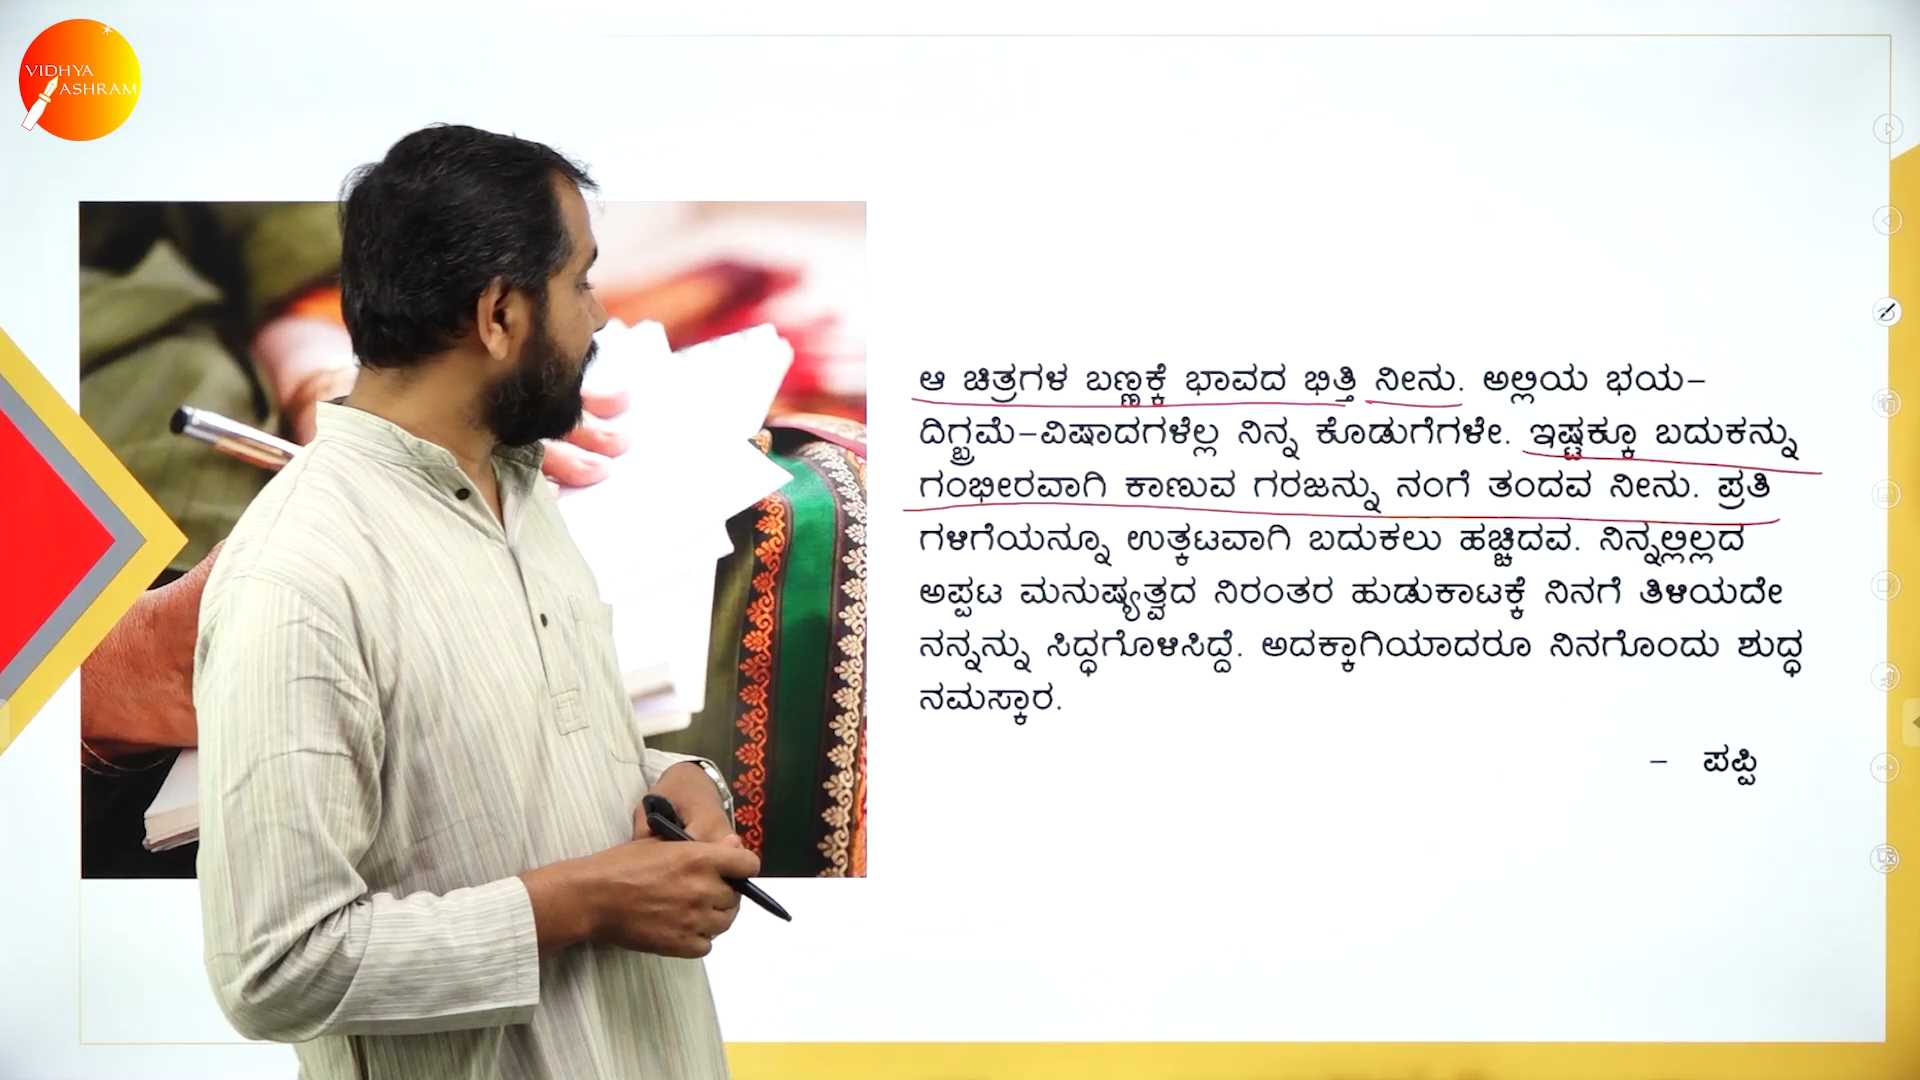 VIDHYA
ASHRAM
ಆ ಚಿತ್ರಗಳ ಬಣ್ಣಕ್ಕೆ ಭಾವದ ಭಿತ್ತಿ ನೀನು. ಅಲ್ಲಿಯ ಭಯ-
ದಿಗ್ಭ್ರಮೆ-ವಿಷಾದಗಳೆಲ್ಲ ನಿನ್ನ ಕೊಡುಗೆಗಳೇ. ಇಷ್ಟಕ್ಕೂ ಬದುಕನ್ನು
ಗಂಭೀರವಾಗಿ ಕಾಣುವ ಗರಜನ್ನು ನಂಗೆ ತಂದವ ನೀನು. ಪ್ರತಿ
ಗಳಿಗೆಯನ್ನೂ ಉತ್ಕಟವಾಗಿ ಬದುಕಲು ಹಚ್ಚಿದವ. ನಿನ್ನಲ್ಲಿಲ್ಲದ
ಅಪ್ಪಟ ಮನುಷ್ಯತ್ವದ ನಿರಂತರ ಹುಡುಕಾಟಕ್ಕೆ ನಿನಗೆ ತಿಳಿಯದೇ
ನನ್ನನ್ನು ಸಿದ್ಧಗೊಳಿಸಿದ್ದೆ. ಅದಕ್ಕಾಗಿಯಾದರೂ ನಿನಗೊಂದು ಶುದ್ಧ
ನಮಸ್ಕಾರ.
- ಪಪ್ಪಿ